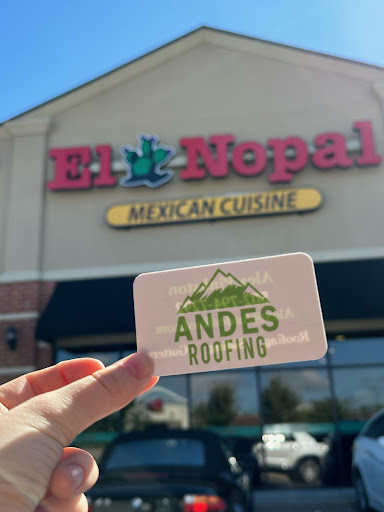 El Nopal
MEXICAN CUISINE
ANDES
ROOFING